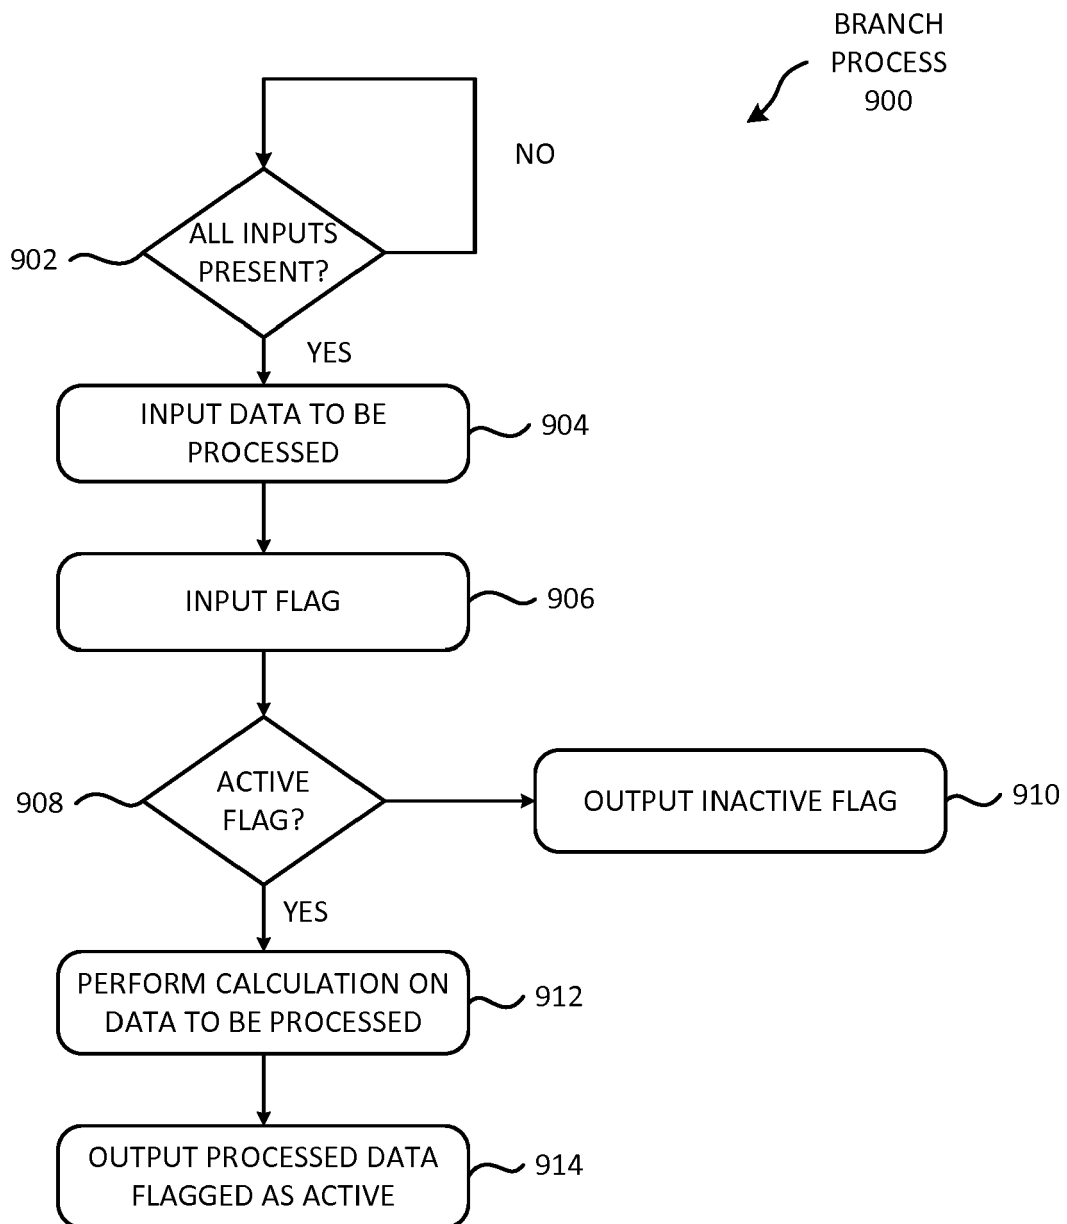 BRANCH
PROCESS
900
NO
ALL INPUTS
PRESENT?
902
YES
INPUT DATA TO BE
PROCESSED
904
INPUT FLAG
906
ACTIVE
FLAG?
908
OUTPUT INACTIVE FLAG
910
YES
PERFORM CALCULATION ON
DATA TO BE PROCESSED
912
OUTPUT PROCESSED DATA
FLAGGED AS ACTIVE
914